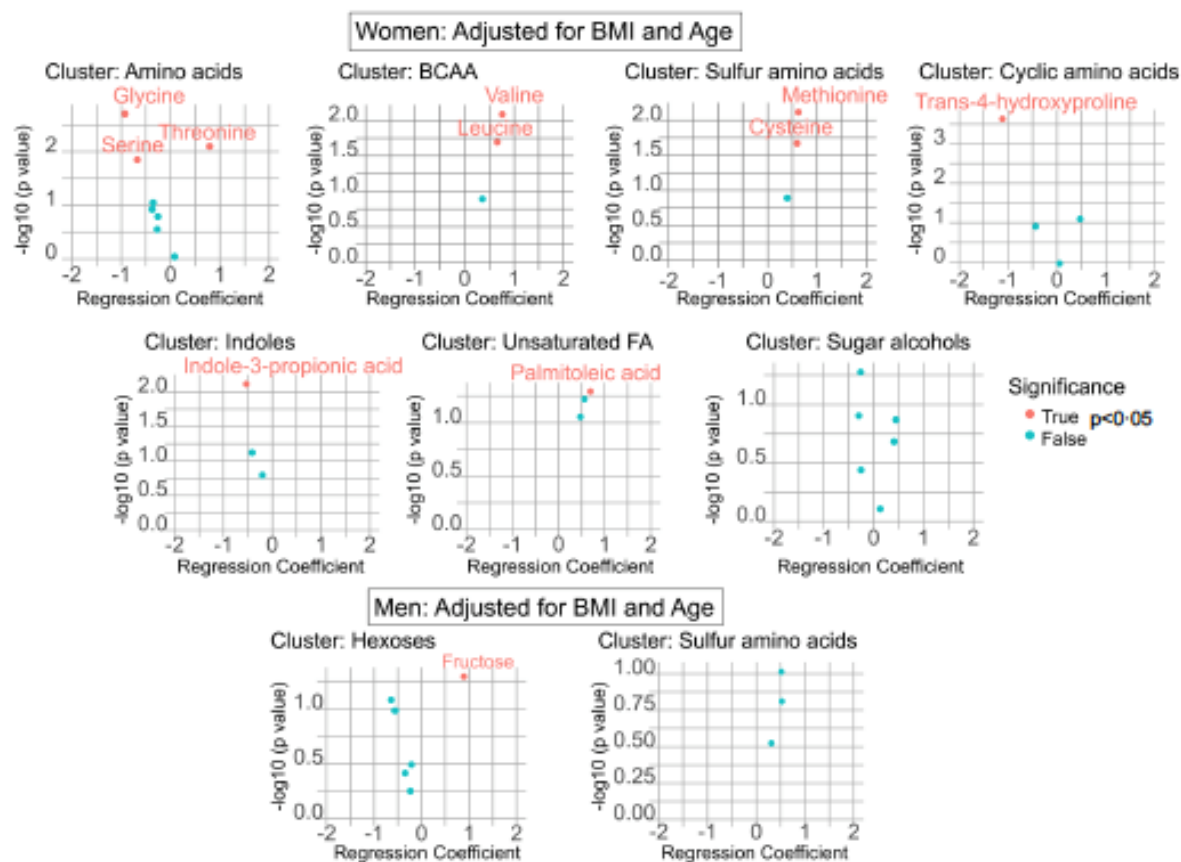 Women: Adjusted for BMI and Age
Cluster: Amino acids
Glycine
Threonine
Serine
-log10 (p value)
2
1
0
-2 -1 0 1 2
Regression Coefficient
Cluster: BCAA
Valine
Leucine
-log10 (p value)
2.0
1.5
1.0
0.5
0.0
-2 -1 0 1 2
Regression Coefficient
Cluster: Sulfur amino acids
Methionine
Cysteine
-log10 (p value)
2.0
1.5
1.0
0.5
0.0
-2 -1 0 1 2
Regression Coefficient
Cluster: Cyclic amino acids
Trans-4-hydroxyproline
-log10 (p value)
3
2
1
0
-2 -1 0 1 2
Regression Coefficient
Cluster: Indoles
Indole-3-propionic acid
-log10 (p value)
2.0
1.5
1.0
0.5
0.0
-2 -1 0 1 2
Regression Coefficient
Cluster: Unsaturated FA
Palmitoleic acid
-log10 (p value)
1.0
0.5
0.0
-2 -1 0 1 2
Regression Coefficient
Cluster: Sugar alcohols
-log10 (p value)
1.0
0.5
0.0
-2 -1 0 1 2
Regression Coefficient
Significance
True p<0·05
False
Men: Adjusted for BMI and Age
Cluster: Hexoses
Fructose
-log10 (p value)
1.0
0.5
0.0
-2 -1 0 1 2
Regression Coefficient
Cluster: Sulfur amino acids
-log10 (p value)
1.00
0.75
0.50
0.25
0.00
-2 -1 0 1 2
Regression Coefficient